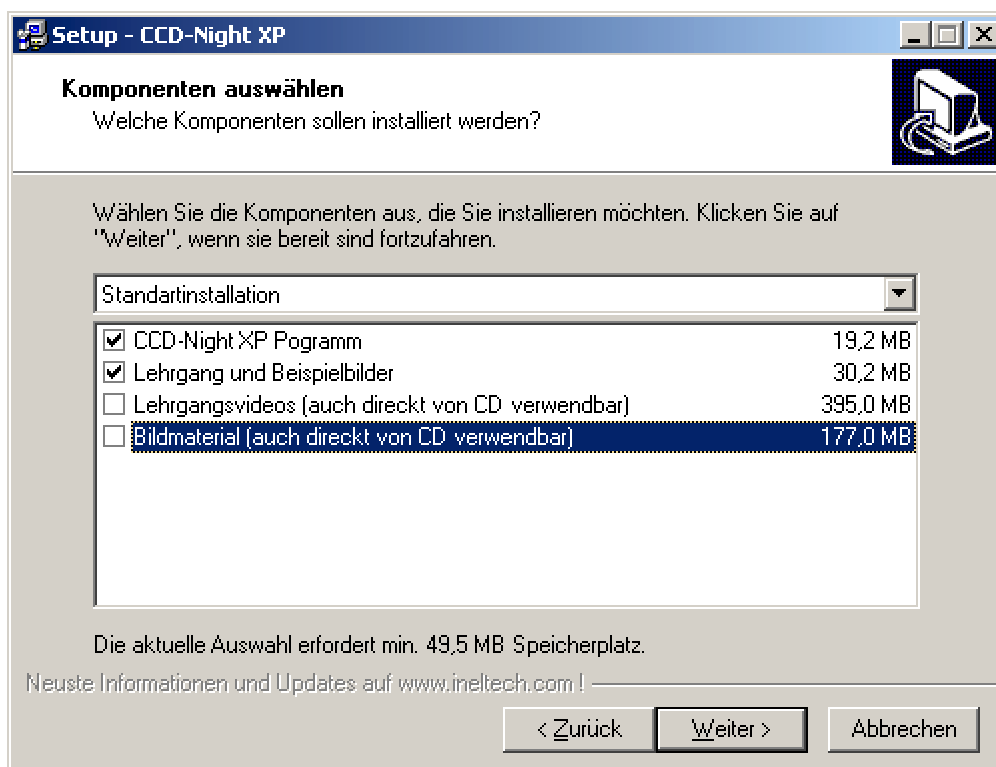 Setup - CCD-Night XP
Komponenten auswählen
Welche Komponenten sollen installiert werden?
Wählen Sie die Komponenten aus, die Sie installieren möchten. Klicken Sie auf
"Weiter", wenn sie bereit sind fortzufahren.
Standartinstallation
CCD-Night XP Pogramm 19,2 MB
Lehrgang und Beispielbilder 30,2 MB
Lehrgangsvideos (auch direckt von CD verwendbar) 395,0 MB
Bildmaterial (auch direckt von CD verwendbar) 177,0 MB
Die aktuelle Auswahl erfordert min. 49,5 MB Speicherplatz.
Neuste Informationen und Updates auf www.ineltech.com !
< Zurück Weiter > Abbrechen